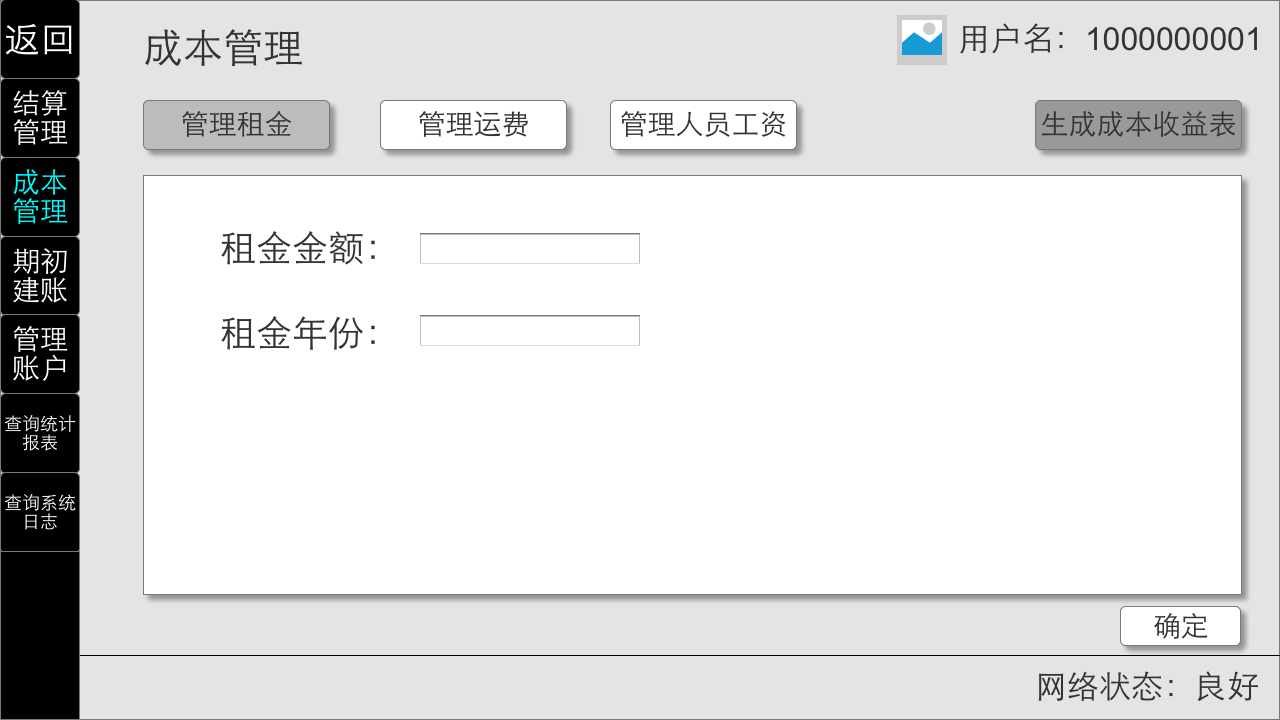 返回
结算
管理
成本
管理
期初
建账
管理
账户
查询统计
报表
查询系统
日志
成本管理
用户名：1000000001
管理租金
管理运费
管理人员工资
生成成本收益表
租金金额：
租金年份：
确定
网络状态：良好